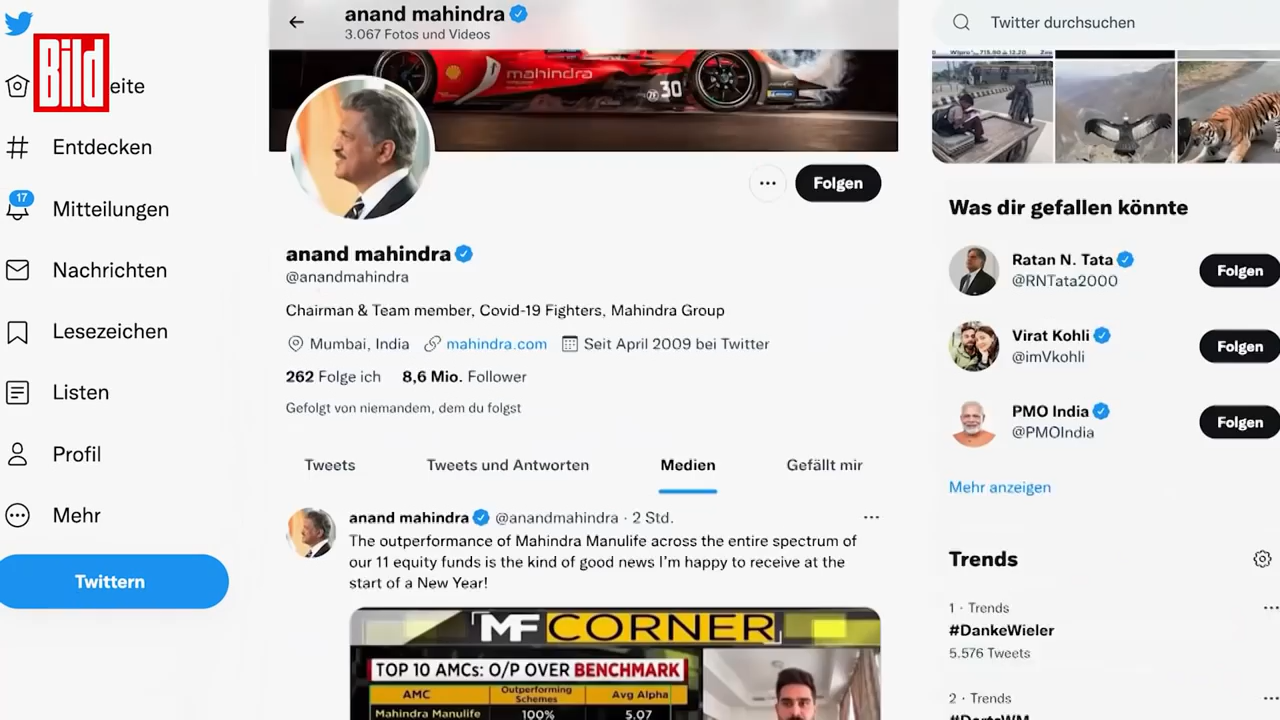 Bild
eite
Entdecken
17
Mitteilungen
Nachrichten
Lesezeichen
Listen
Profil
Mehr
Twittern
anand mahindra
3.067 Fotos und Videos
mahindra
30
Folgen
anand mahindra
@anandmahindra
Chairman & Team member, Covid-19 Fighters, Mahindra Group
Mumbai, India mahindra.com Seit April 2009 bei Twitter
262 Folge ich 8,6 Mio. Follower
Gefolgt von niemandem, dem du folgst
Tweets Tweets und Antworten Medien Gefällt mir
anand mahindra @anandmahindra · 2 Std.
The outperformance of Mahindra Manulife across the entire spectrum of
our 11 equity funds is the kind of good news I'm happy to receive at the
start of a New Year!
MF CORNER
TOP 10 AMCs: O/P OVER BENCHMARK
AMC Outperforming Schemes Avg Alpha
Mahindra Manulife 100% 5.07
Twitter durchsuchen
Was dir gefallen könnte
Ratan N. Tata
@RNTata2000
Folgen
Virat Kohli
@imVkohli
Folgen
PMO India
@PMOIndia
Folgen
Mehr anzeigen
Trends
1 · Trends
#DankeWieler
5.576 Tweets
2 · Trends
#DartsWM